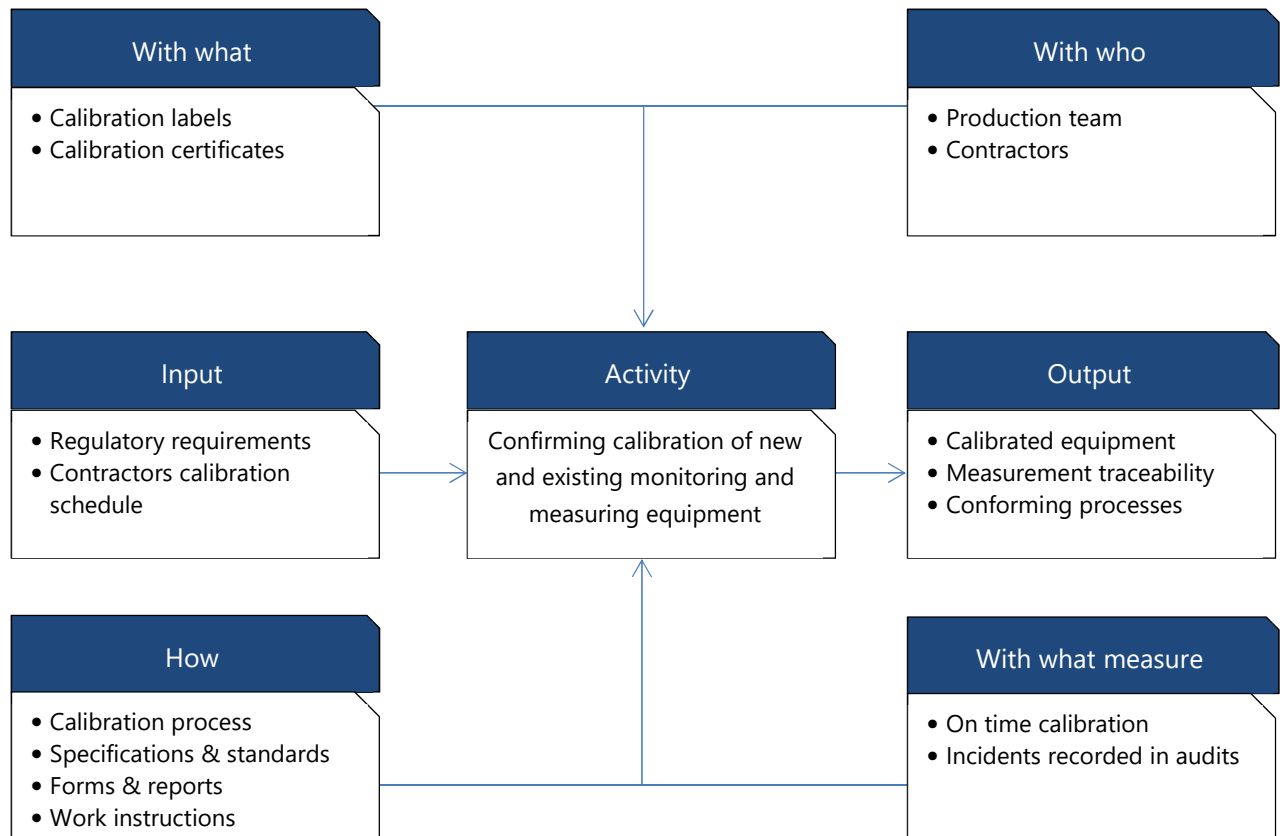 With what
• Calibration labels
• Calibration certificates
With who
• Production team
• Contractors
Input
• Regulatory requirements
• Contractors calibration
schedule
Activity
Confirming calibration of new
and existing monitoring and
measuring equipment
Output
• Calibrated equipment
• Measurement traceability
• Conforming processes
How
• Calibration process
• Specifications & standards
• Forms & reports
• Work instructions
With what measure
• On time calibration
• Incidents recorded in audits